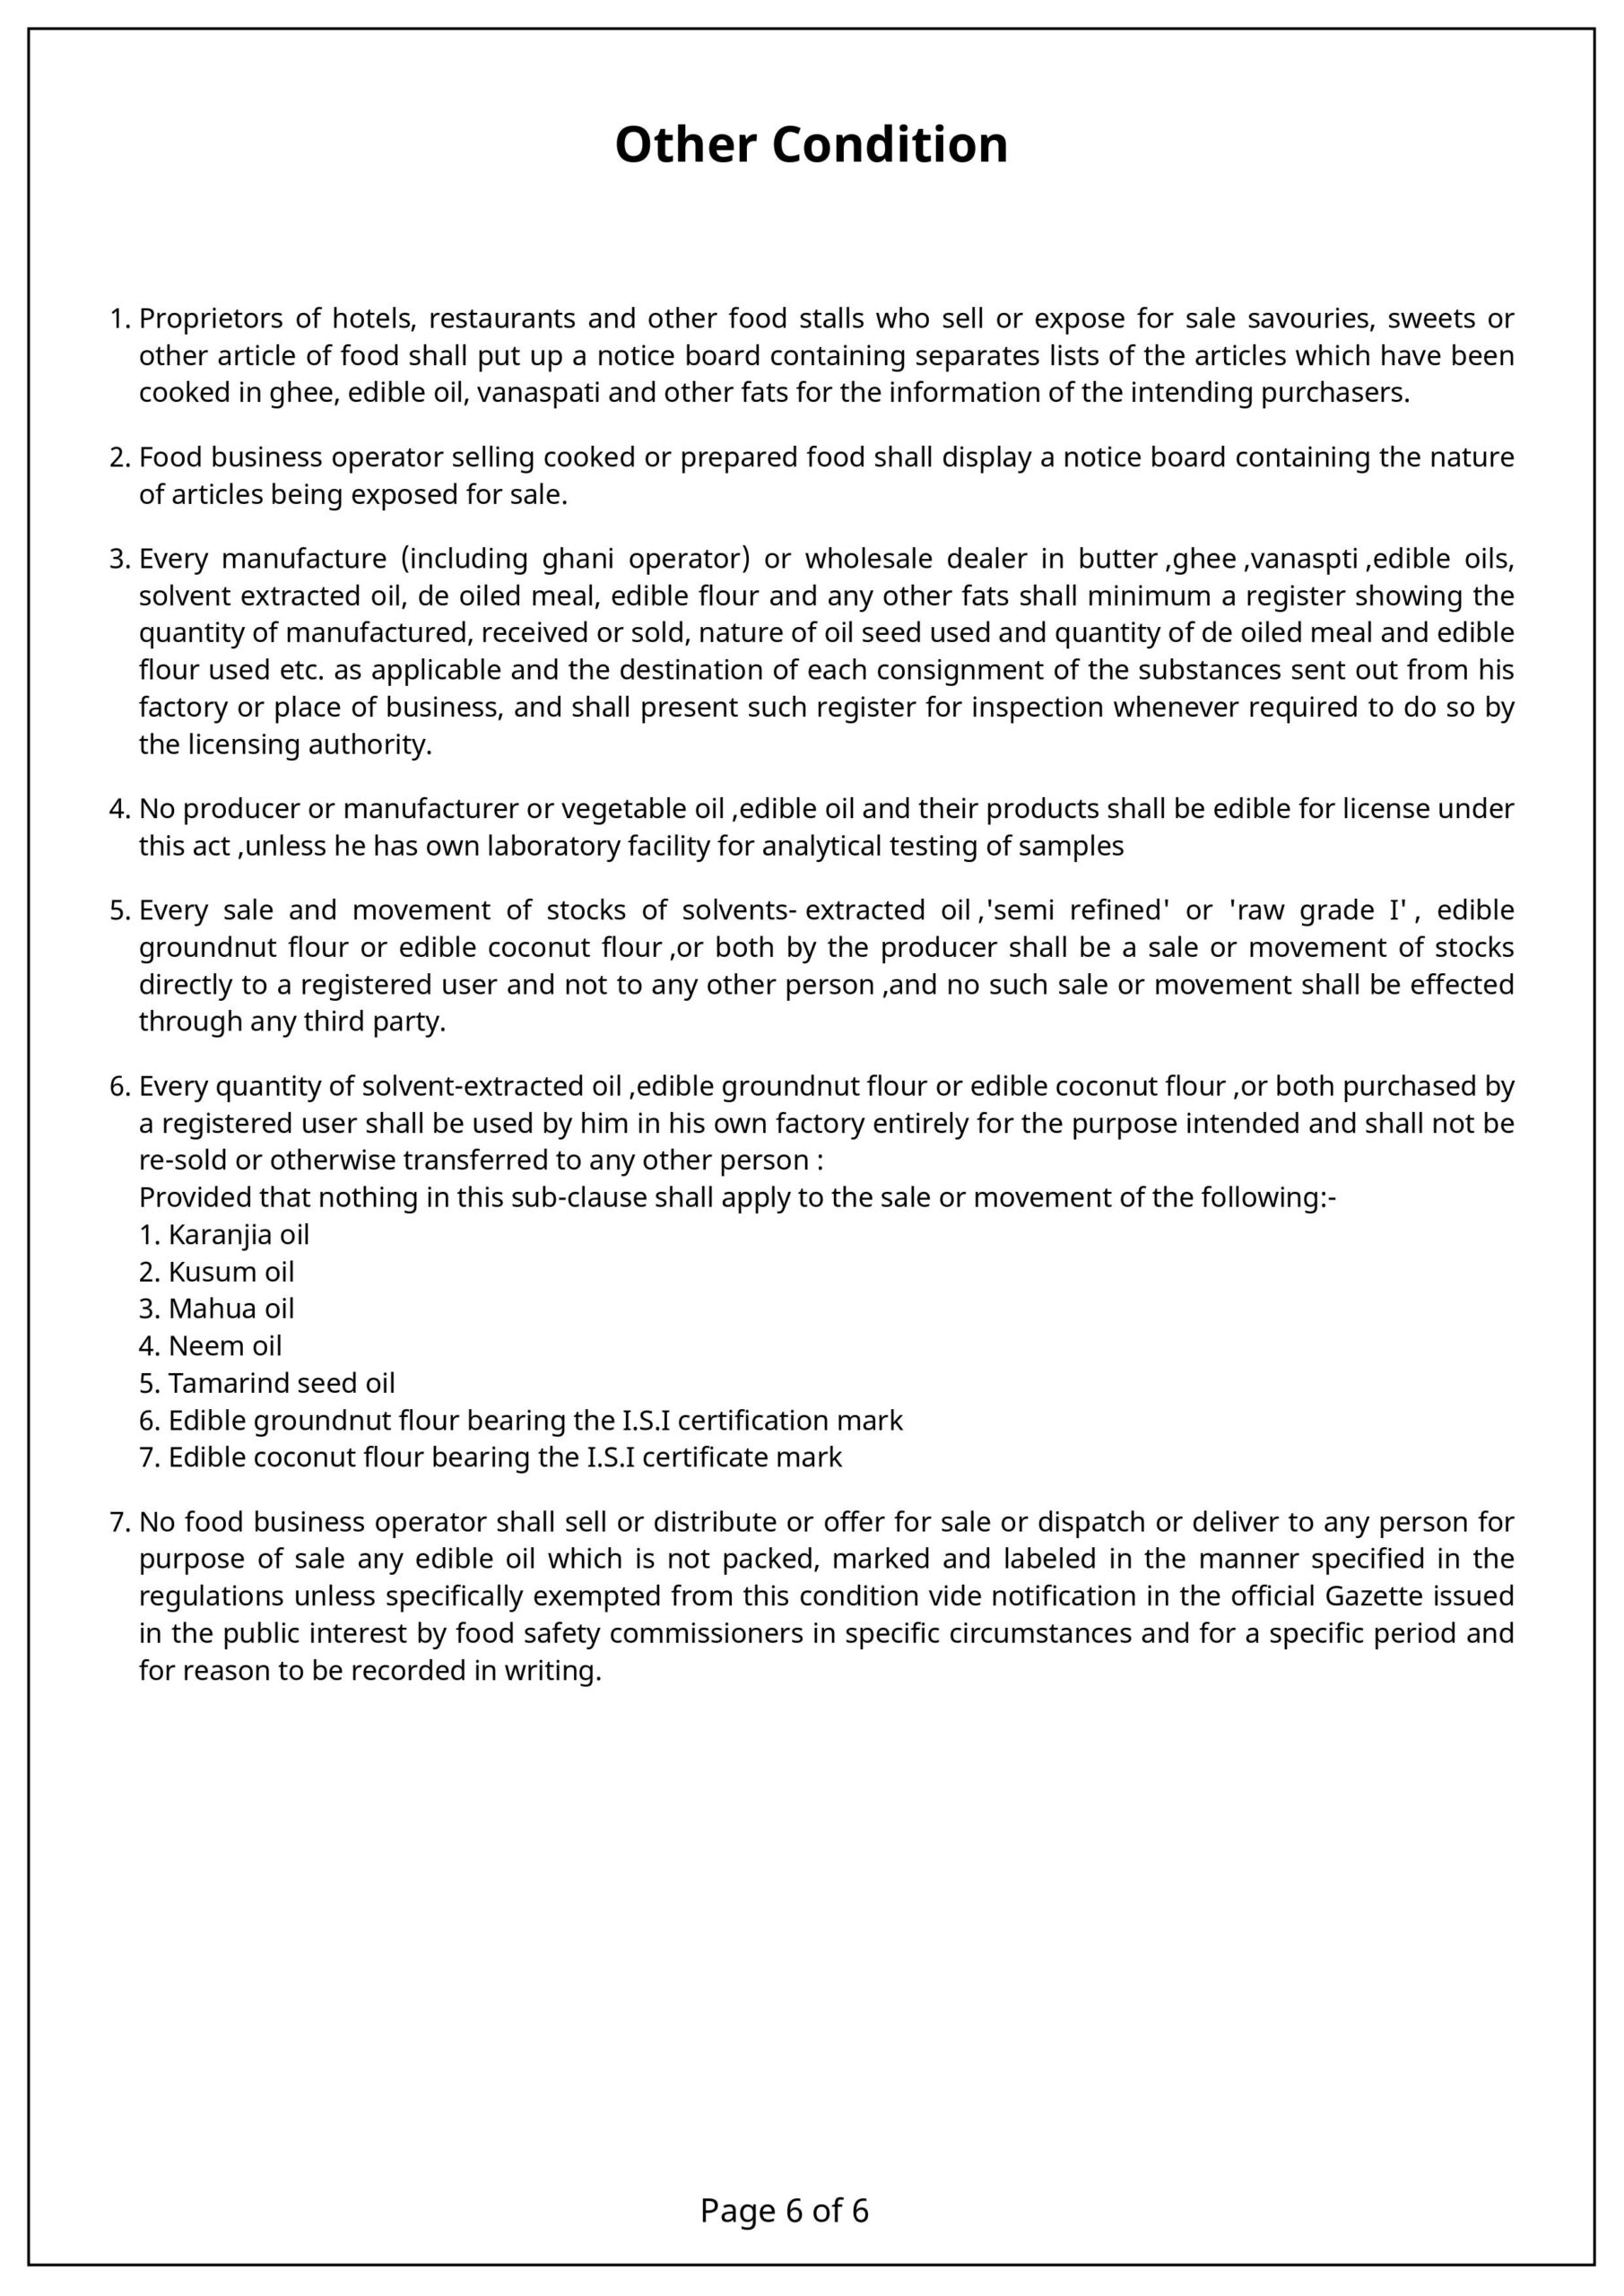 Other Condition
1. Proprietors of hotels, restaurants and other food stalls who sell or expose for sale savouries, sweets or
other article of food shall put up a notice board containing separates lists of the articles which have been
cooked in ghee, edible oil, vanaspati and other fats for the information of the intending purchasers.
2. Food business operator selling cooked or prepared food shall display a notice board containing the nature
of articles being exposed for sale.
3. Every manufacture (including ghani operator) or wholesale dealer in butter ,ghee ,vanaspti ,edible oils,
solvent extracted oil, de oiled meal, edible flour and any other fats shall minimum a register showing the
quantity of manufactured, received or sold, nature of oil seed used and quantity of de oiled meal and edible
flour used etc. as applicable and the destination of each consignment of the substances sent out from his
factory or place of business, and shall present such register for inspection whenever required to do so by
the licensing authority.
4. No producer or manufacturer or vegetable oil ,edible oil and their products shall be edible for license under
this act ,unless he has own laboratory facility for analytical testing of samples
5. Every sale and movement of stocks of solvents- extracted oil ,'semi refined' or 'raw grade I' , edible
groundnut flour or edible coconut flour ,or both by the producer shall be a sale or movement of stocks
directly to a registered user and not to any other person ,and no such sale or movement shall be effected
through any third party.
6. Every quantity of solvent-extracted oil ,edible groundnut flour or edible coconut flour ,or both purchased by
a registered user shall be used by him in his own factory entirely for the purpose intended and shall not be
re-sold or otherwise transferred to any other person :
Provided that nothing in this sub-clause shall apply to the sale or movement of the following:-
1. Karanjia oil
2. Kusum oil
3. Mahua oil
4. Neem oil
5. Tamarind seed oil
6. Edible groundnut flour bearing the I.S.I certification mark
7. Edible coconut flour bearing the I.S.I certificate mark
7. No food business operator shall sell or distribute or offer for sale or dispatch or deliver to any person for
purpose of sale any edible oil which is not packed, marked and labeled in the manner specified in the
regulations unless specifically exempted from this condition vide notification in the official Gazette issued
in the public interest by food safety commissioners in specific circumstances and for a specific period and
for reason to be recorded in writing.
Page 6 of 6